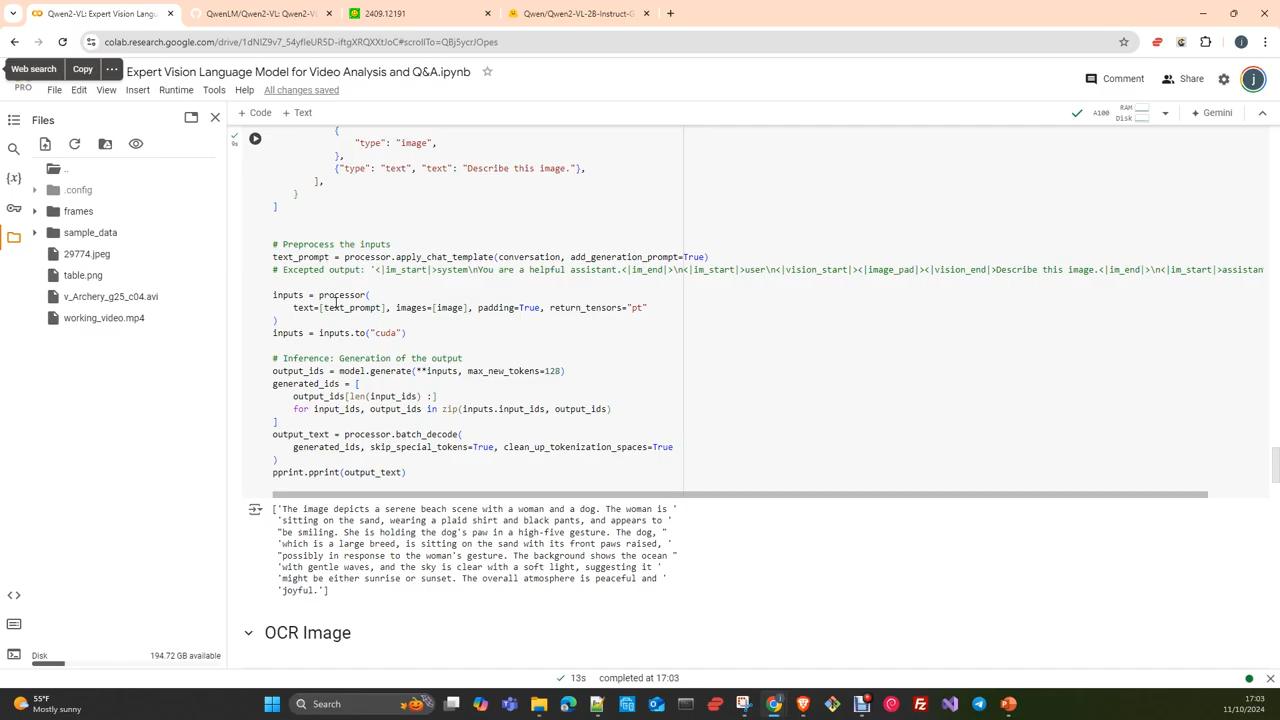 Qwen2-VL: Expert Vision Langu
QwenLM/Qwen2-VL: Qwen2-V
2409.12191
Qwen/Qwen2-VL-2B-Instruct-G
colab.research.google.com/drive/1dNIZ9v7_54yfIeUR5D-iftgXRQXXtJoC#scrollTo=QBj5ycrJOpes
Web search
Copy
PRO
Expert Vision Language Model for Video Analysis and Q&A.ipynb
Comment
Share
j
File
Edit
View
Insert
Runtime
Tools
Help
All changes saved
Files
+ Code
+ Text
A100
RAM
Disk
Gemini
..
.config
frames
sample_data
29774.jpeg
table.png
v_Archery_g25_c04.avi
working_video.mp4
9s
{
"type": "image",
},
{"type": "text", "text": "Describe this image."},
],
}
]
# Preprocess the inputs
text_prompt = processor.apply_chat_template(conversation, add_generation_prompt=True)
# Excepted output: '<|im_start|>system\nYou are a helpful assistant.<|im_end|>\n<|im_start|>user\n<|vision_start|><|image_pad|><|vision_end|>Describe this image.<|im_end|>\n<|im_start|>assistan
inputs = processor(
text=[text_prompt], images=[image], padding=True, return_tensors="pt"
)
inputs = inputs.to("cuda")
# Inference: Generation of the output
output_ids = model.generate(**inputs, max_new_tokens=128)
generated_ids = [
output_ids[len(input_ids) :]
for input_ids, output_ids in zip(inputs.input_ids, output_ids)
]
output_text = processor.batch_decode(
generated_ids, skip_special_tokens=True, clean_up_tokenization_spaces=True
)
pprint.pprint(output_text)
['The image depicts a serene beach scene with a woman and a dog. The woman is '
'sitting on the sand, wearing a plaid shirt and black pants, and appears to '
"be smiling. She is holding the dog's paw in a high-five gesture. The dog, "
'which is a large breed, is sitting on the sand with its front paws raised, '
"possibly in response to the woman's gesture. The background shows the ocean "
'with gentle waves, and the sky is clear with a soft light, suggesting it '
'might be either sunrise or sunset. The overall atmosphere is peaceful and '
'joyful.']
OCR Image
Disk
194.72 GB available
13s
completed at 17:03
55°F
Mostly sunny
Search
17:03
11/10/2024